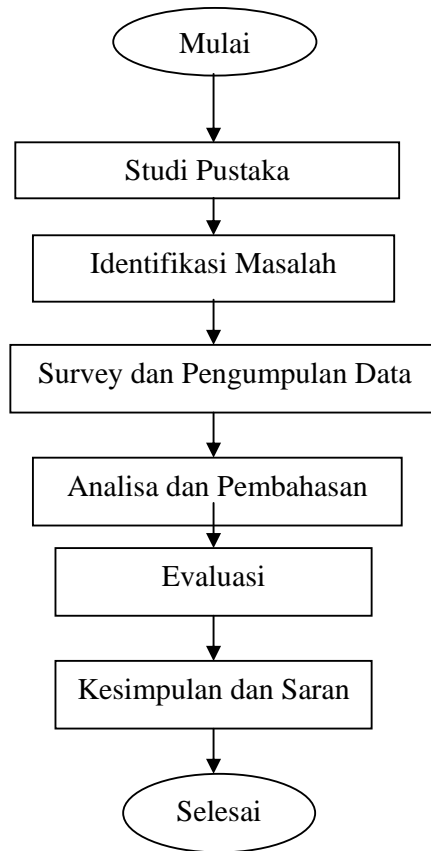 Mulai
Studi Pustaka
Identifikasi Masalah
Survey dan Pengumpulan Data
Analisa dan Pembahasan
Evaluasi
Kesimpulan dan Saran
Selesai